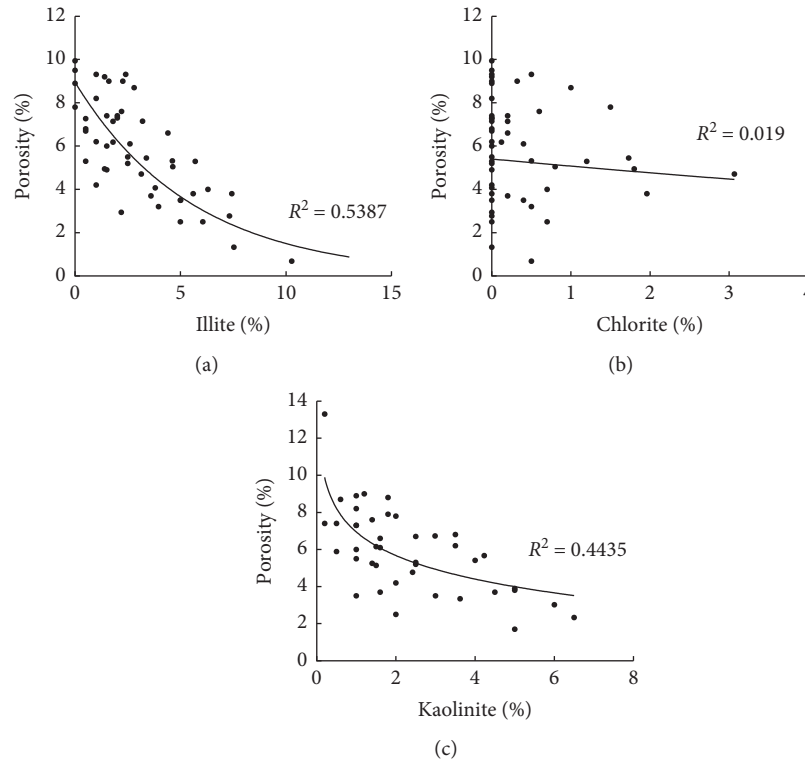 12
10
8
6
4
2
0
Porosity (%)
R² = 0.5387
0 5 10 15
Illite (%)
(a)
12
10
8
6
4
2
0
Porosity (%)
R² = 0.019
0 1 2 3 4
Chlorite (%)
(b)
14
12
10
8
6
4
2
0
Porosity (%)
R² = 0.4435
0 2 4 6 8
Kaolinite (%)
(c)